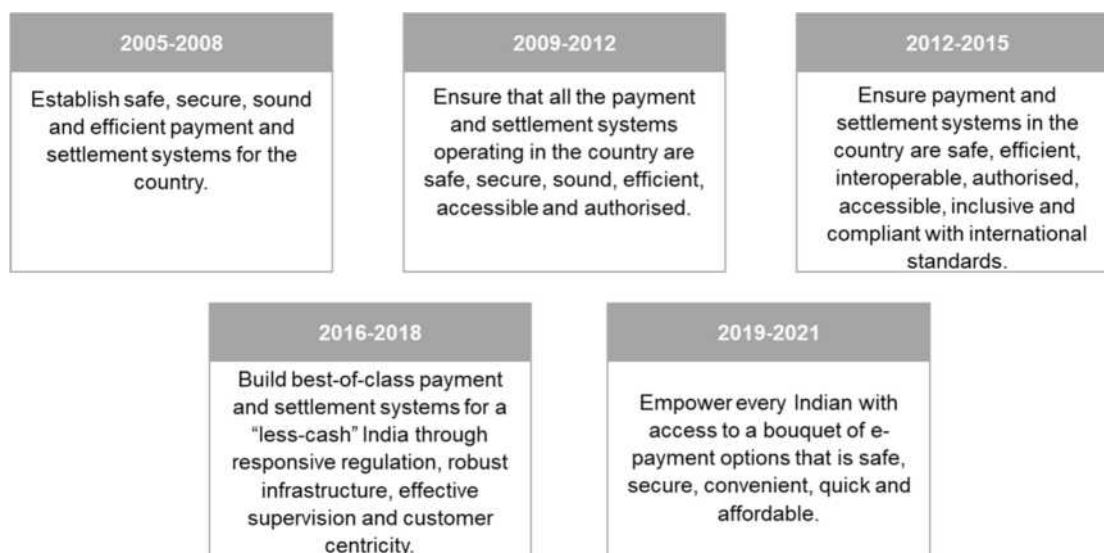 2005-2008
Establish safe, secure, sound
and efficient payment and
settlement systems for the
country.
2009-2012
Ensure that all the payment
and settlement systems
operating in the country are
safe, secure, sound, efficient,
accessible and authorised.
2012-2015
Ensure payment and
settlement systems in the
country are safe, efficient,
interoperable, authorised,
accessible, inclusive and
compliant with international
standards.
2016-2018
Build best-of-class payment
and settlement systems for a
“less-cash” India through
responsive regulation, robust
infrastructure, effective
supervision and customer
centricity.
2019-2021
Empower every Indian with
access to a bouquet of e-
payment options that is safe,
secure, convenient, quick and
affordable.